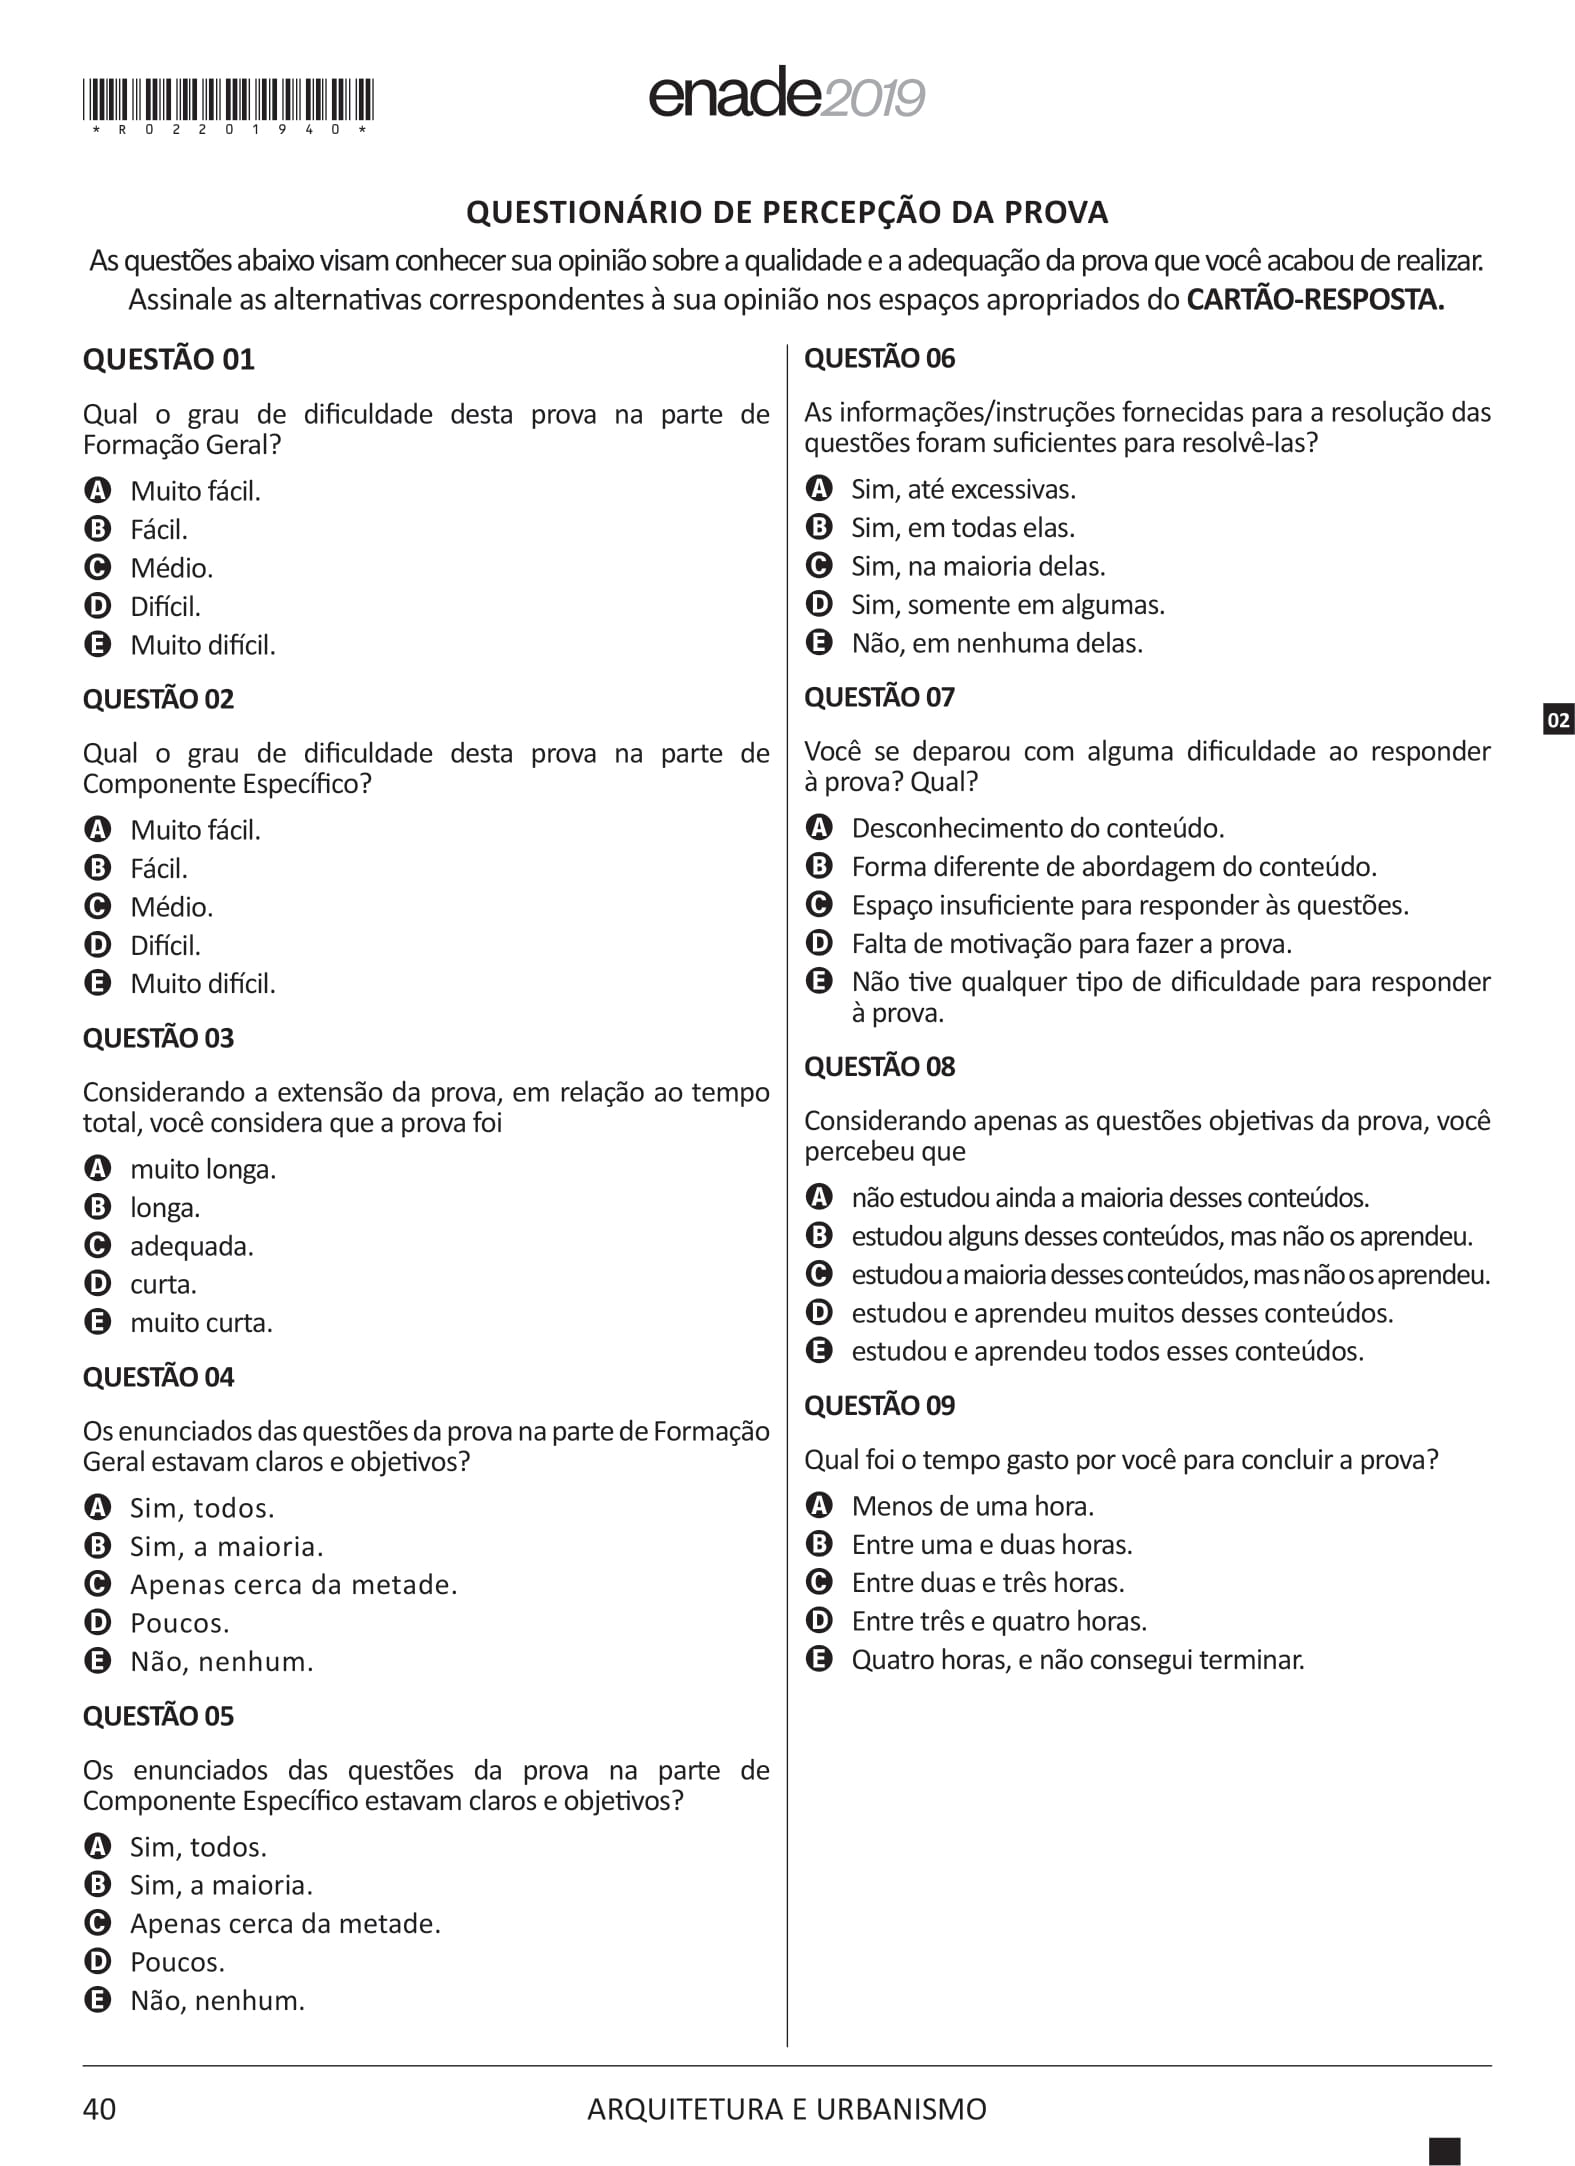 *R02201940*
enade2019
QUESTIONÁRIO DE PERCEPÇÃO DA PROVA
As questões abaixo visam conhecer sua opinião sobre a qualidade e a adequação da prova que você acabou de realizar.
Assinale as alternativas correspondentes à sua opinião nos espaços apropriados do CARTÃO-RESPOSTA.
QUESTÃO 01
Qual o grau de dificuldade desta prova na parte de
Formação Geral?
A Muito fácil.
B Fácil.
C Médio.
D Difícil.
E Muito difícil.
QUESTÃO 02
Qual o grau de dificuldade desta prova na parte de
Componente Específico?
A Muito fácil.
B Fácil.
C Médio.
D Difícil.
E Muito difícil.
QUESTÃO 03
Considerando a extensão da prova, em relação ao tempo
total, você considera que a prova foi
A muito longa.
B longa.
C adequada.
D curta.
E muito curta.
QUESTÃO 04
Os enunciados das questões da prova na parte de Formação
Geral estavam claros e objetivos?
A Sim, todos.
B Sim, a maioria.
C Apenas cerca da metade.
D Poucos.
E Não, nenhum.
QUESTÃO 05
Os enunciados das questões da prova na parte de
Componente Específico estavam claros e objetivos?
A Sim, todos.
B Sim, a maioria.
C Apenas cerca da metade.
D Poucos.
E Não, nenhum.
QUESTÃO 06
As informações/instruções fornecidas para a resolução das
questões foram suficientes para resolvê-las?
A Sim, até excessivas.
B Sim, em todas elas.
C Sim, na maioria delas.
D Sim, somente em algumas.
E Não, em nenhuma delas.
QUESTÃO 07
Você se deparou com alguma dificuldade ao responder
à prova? Qual?
A Desconhecimento do conteúdo.
B Forma diferente de abordagem do conteúdo.
C Espaço insuficiente para responder às questões.
D Falta de motivação para fazer a prova.
E Não tive qualquer tipo de dificuldade para responder
à prova.
QUESTÃO 08
Considerando apenas as questões objetivas da prova, você
percebeu que
A não estudou ainda a maioria desses conteúdos.
B estudou alguns desses conteúdos, mas não os aprendeu.
C estudou a maioria desses conteúdos, mas não os aprendeu.
D estudou e aprendeu muitos desses conteúdos.
E estudou e aprendeu todos esses conteúdos.
QUESTÃO 09
Qual foi o tempo gasto por você para concluir a prova?
A Menos de uma hora.
B Entre uma e duas horas.
C Entre duas e três horas.
D Entre três e quatro horas.
E Quatro horas, e não consegui terminar.
02
40
ARQUITETURA E URBANISMO